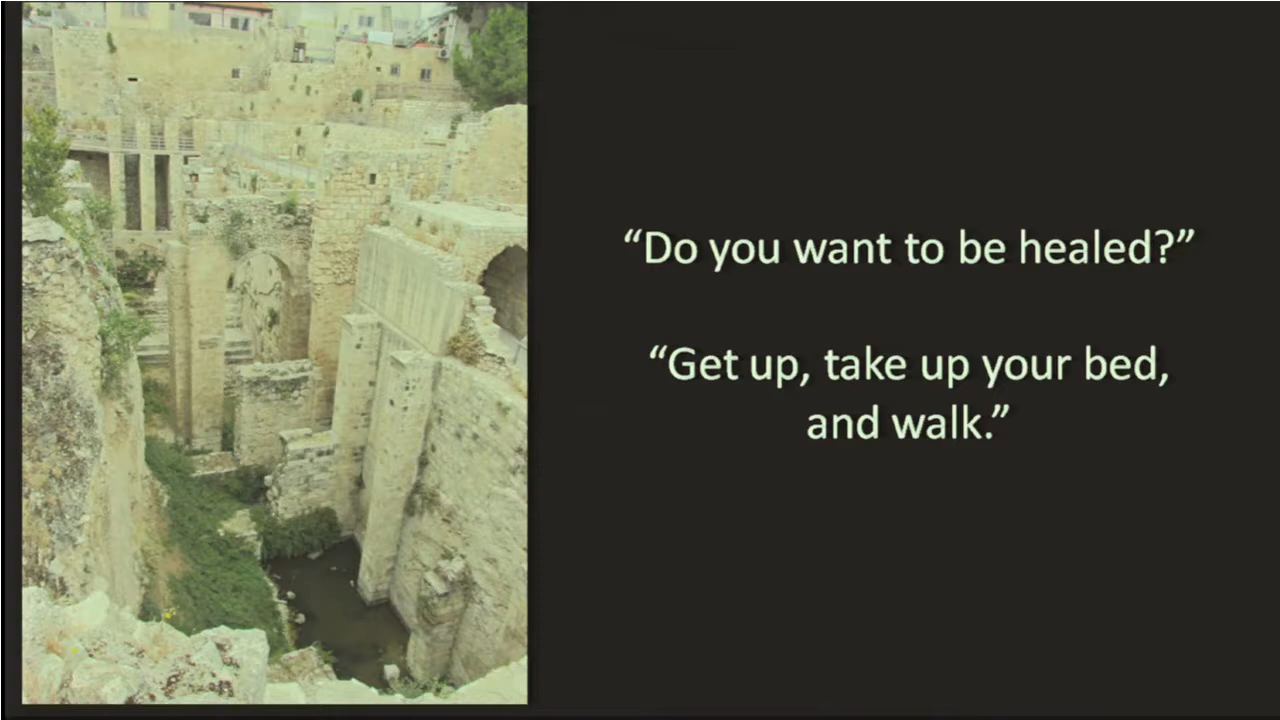 “Do you want to be healed?”
“Get up, take up your bed,
and walk.”